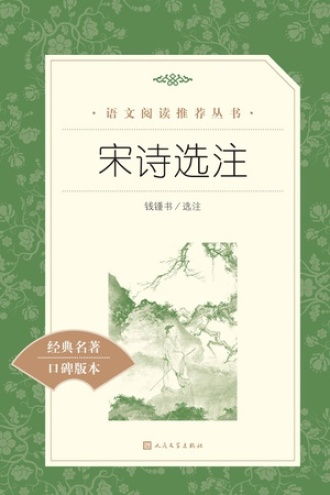 · 语文阅读推荐丛书 ·
宋诗选注
钱锺书／选注
经典名著
口碑版本
人民文学出版社